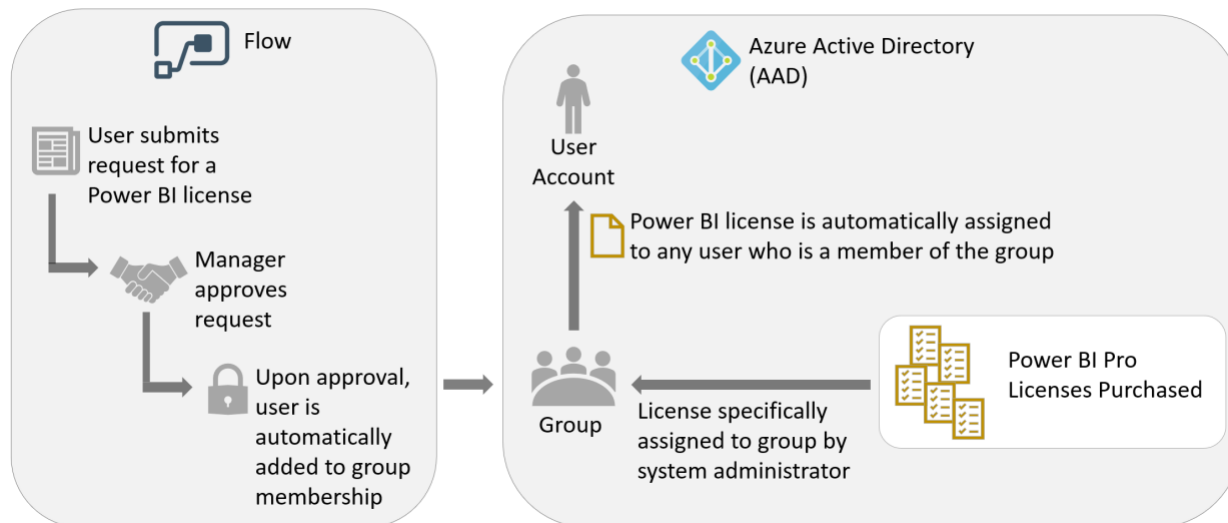 Flow
User submits
request for a
Power BI license
Manager
approves
request
Upon approval,
user is
automatically
added to group
membership
Azure Active Directory
(AAD)
User
Account
Power BI license is automatically assigned
to any user who is a member of the group
Group
License specifically
assigned to group by
system administrator
Power BI Pro
Licenses Purchased